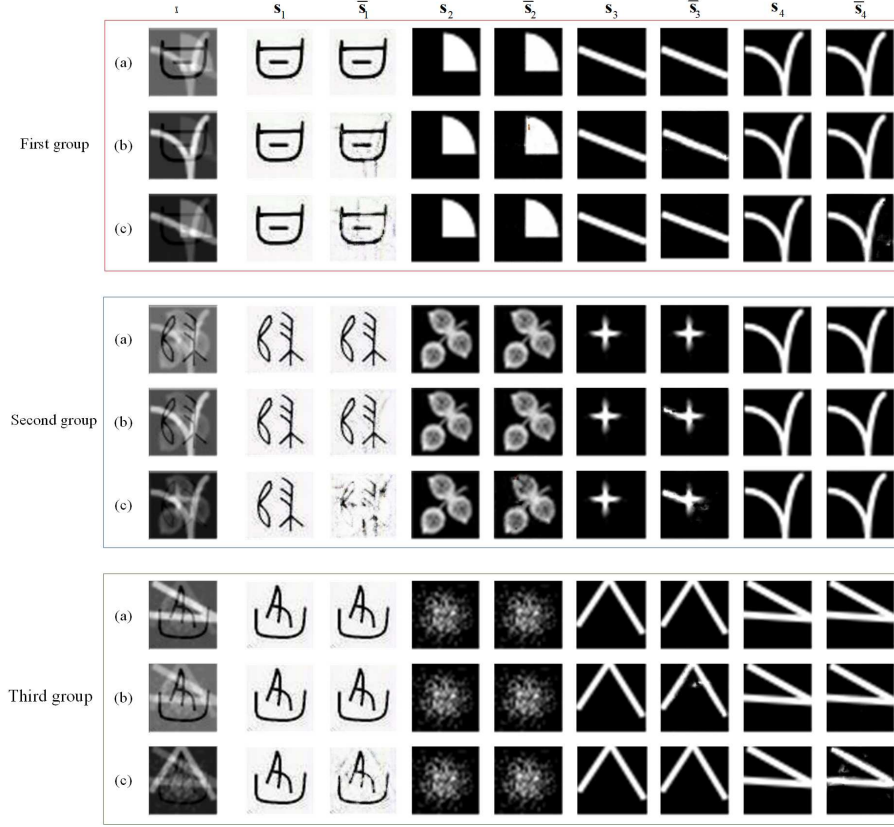 ɪ s₁ s̅₁ s₂ s̅₂ s₃ s̅₃ s₄ s̅₄
(a)
First group (b)
(c)
(a)
Second group (b)
(c)
(a)
Third group (b)
(c)